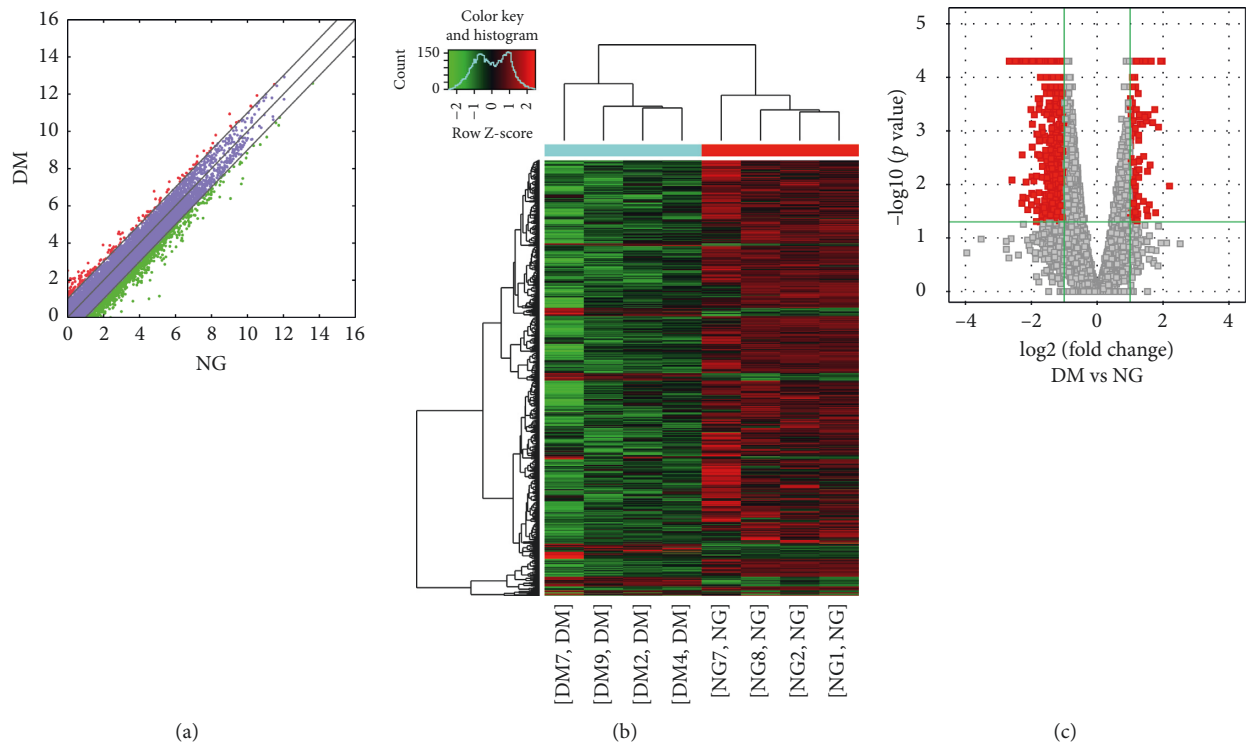 16
14
12
10
8
6
4
2
0
DM
0 2 4 6 8 10 12 14 16
NG
(a)
Color key
and histogram
150
0
Count
−2 −1 0 1 2
Row Z-score
[DM7, DM]
[DM9, DM]
[DM2, DM]
[DM4, DM]
[NG7, NG]
[NG8, NG]
[NG2, NG]
[NG1, NG]
(b)
5
4
3
2
1
0
−log10 (p value)
−4 −2 0 2 4
log2 (fold change)
DM vs NG
(c)